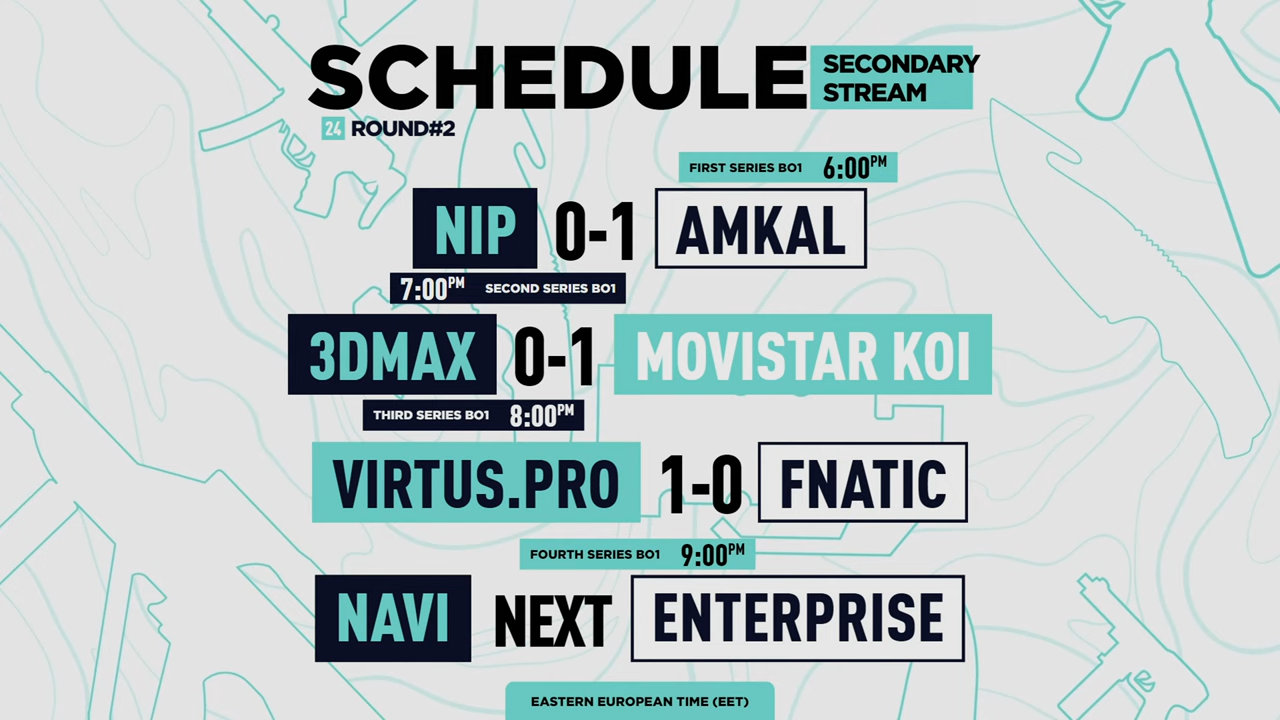 SCHEDULE
SECONDARY
STREAM
24 ROUND#2
FIRST SERIES BO1 6:00PM
NIP 0-1 AMKAL
7:00PM SECOND SERIES BO1
3DMAX 0-1 MOVISTAR KOI
THIRD SERIES BO1 8:00PM
VIRTUS.PRO 1-0 FNATIC
FOURTH SERIES BO1 9:00PM
NAVI NEXT ENTERPRISE
EASTERN EUROPEAN TIME (EET)